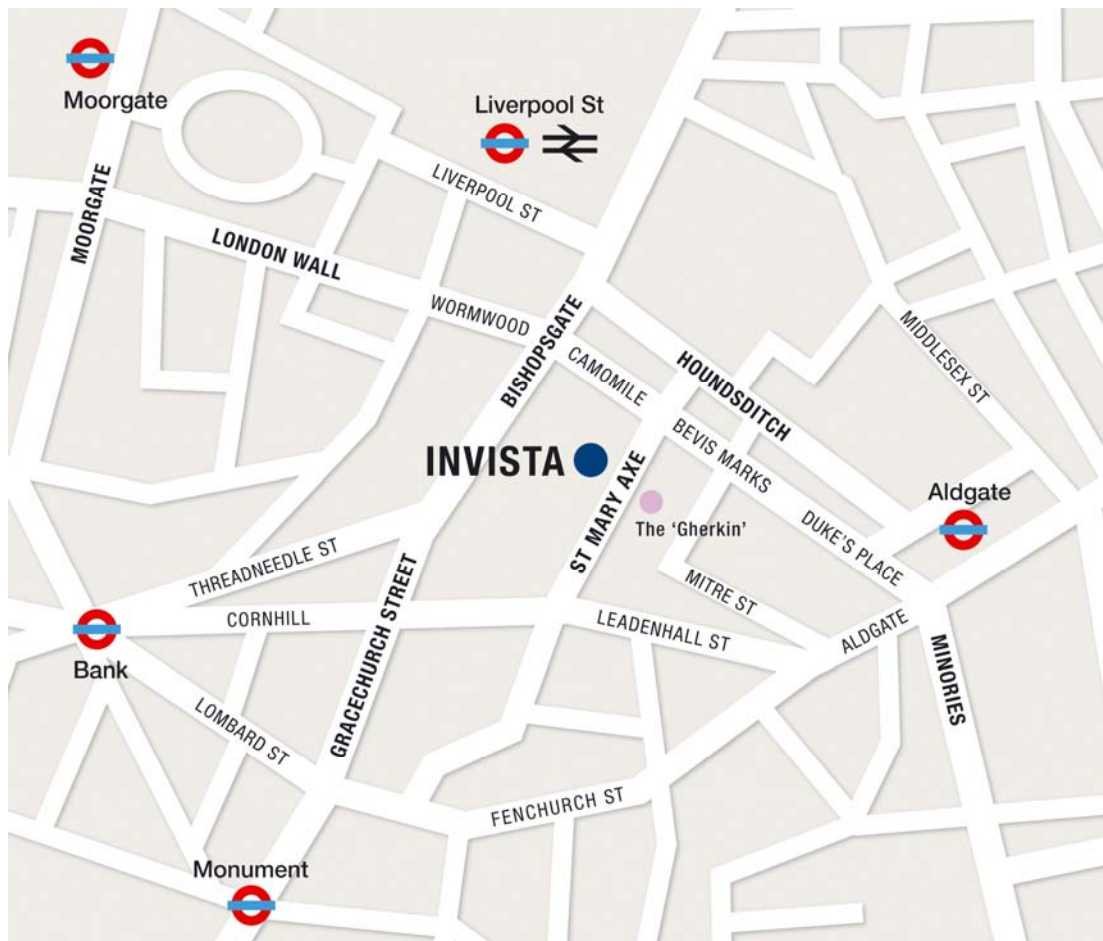 Moorgate
Liverpool St
MOORGATE
LIVERPOOL ST
LONDON WALL
WORMWOOD
BISHOPSGATE
CAMOMILE
HOUNDSDITCH
MIDDLESEX ST
INVISTA
ST MARY AXE
BEVIS MARKS
The 'Gherkin'
DUKE'S PLACE
Aldgate
THREADNEEDLE ST
MITRE ST
CORNHILL
LEADENHALL ST
ALDGATE
GRACECHURCH STREET
MINORIES
Bank
LOMBARD ST
FENCHURCH ST
Monument